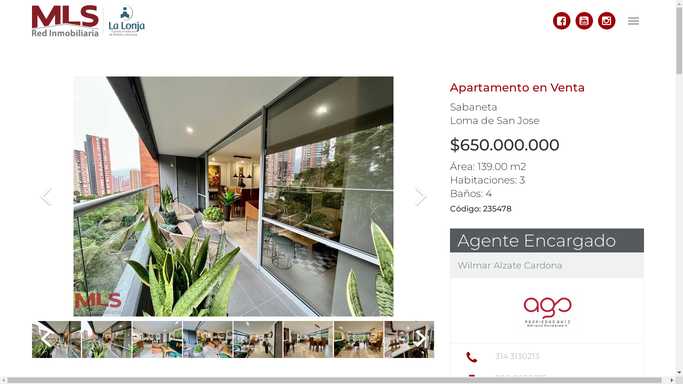 MLS
Red Inmobiliaria
La Lonja
Apartamento en Venta
Sabaneta
Loma de San Jose
$650.000.000
Área: 139.00 m2
Habitaciones: 3
Baños: 4
Código: 235478
Agente Encargado
Wilmar Alzate Cardona
ago
314 3130213
MLS